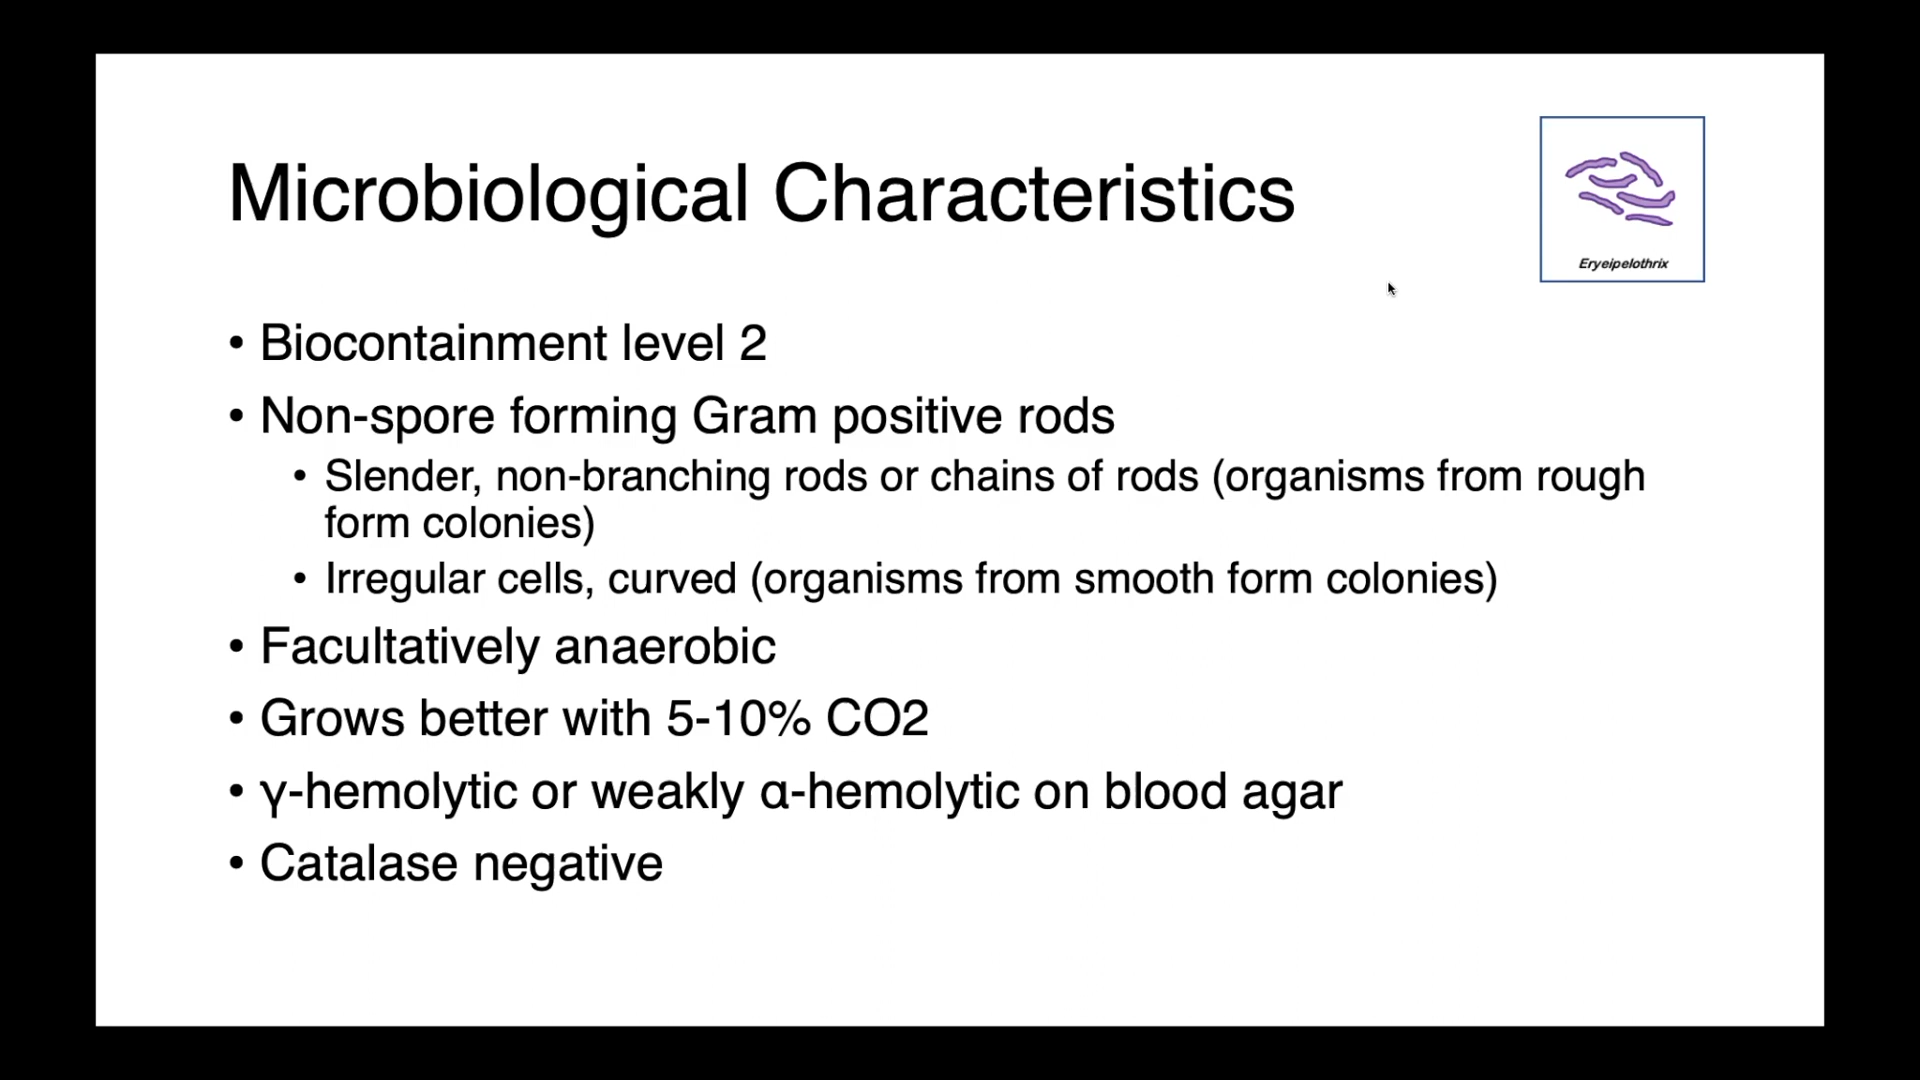 Microbiological Characteristics
Eryeipelothrix
• Biocontainment level 2
• Non-spore forming Gram positive rods
• Slender, non-branching rods or chains of rods (organisms from rough
form colonies)
• Irregular cells, curved (organisms from smooth form colonies)
• Facultatively anaerobic
• Grows better with 5-10% CO2
• γ-hemolytic or weakly α-hemolytic on blood agar
• Catalase negative